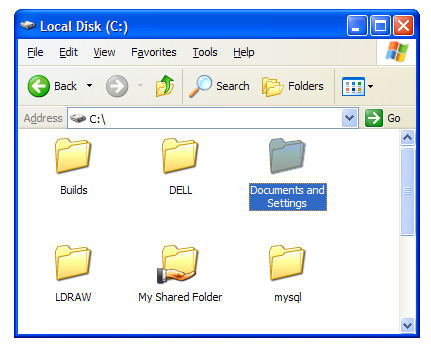 Local Disk (C:)
File Edit View Favorites Tools Help
Back Search Folders
Address C:\ Go
Builds DELL Documents and
Settings
LDRAW My Shared Folder mysql